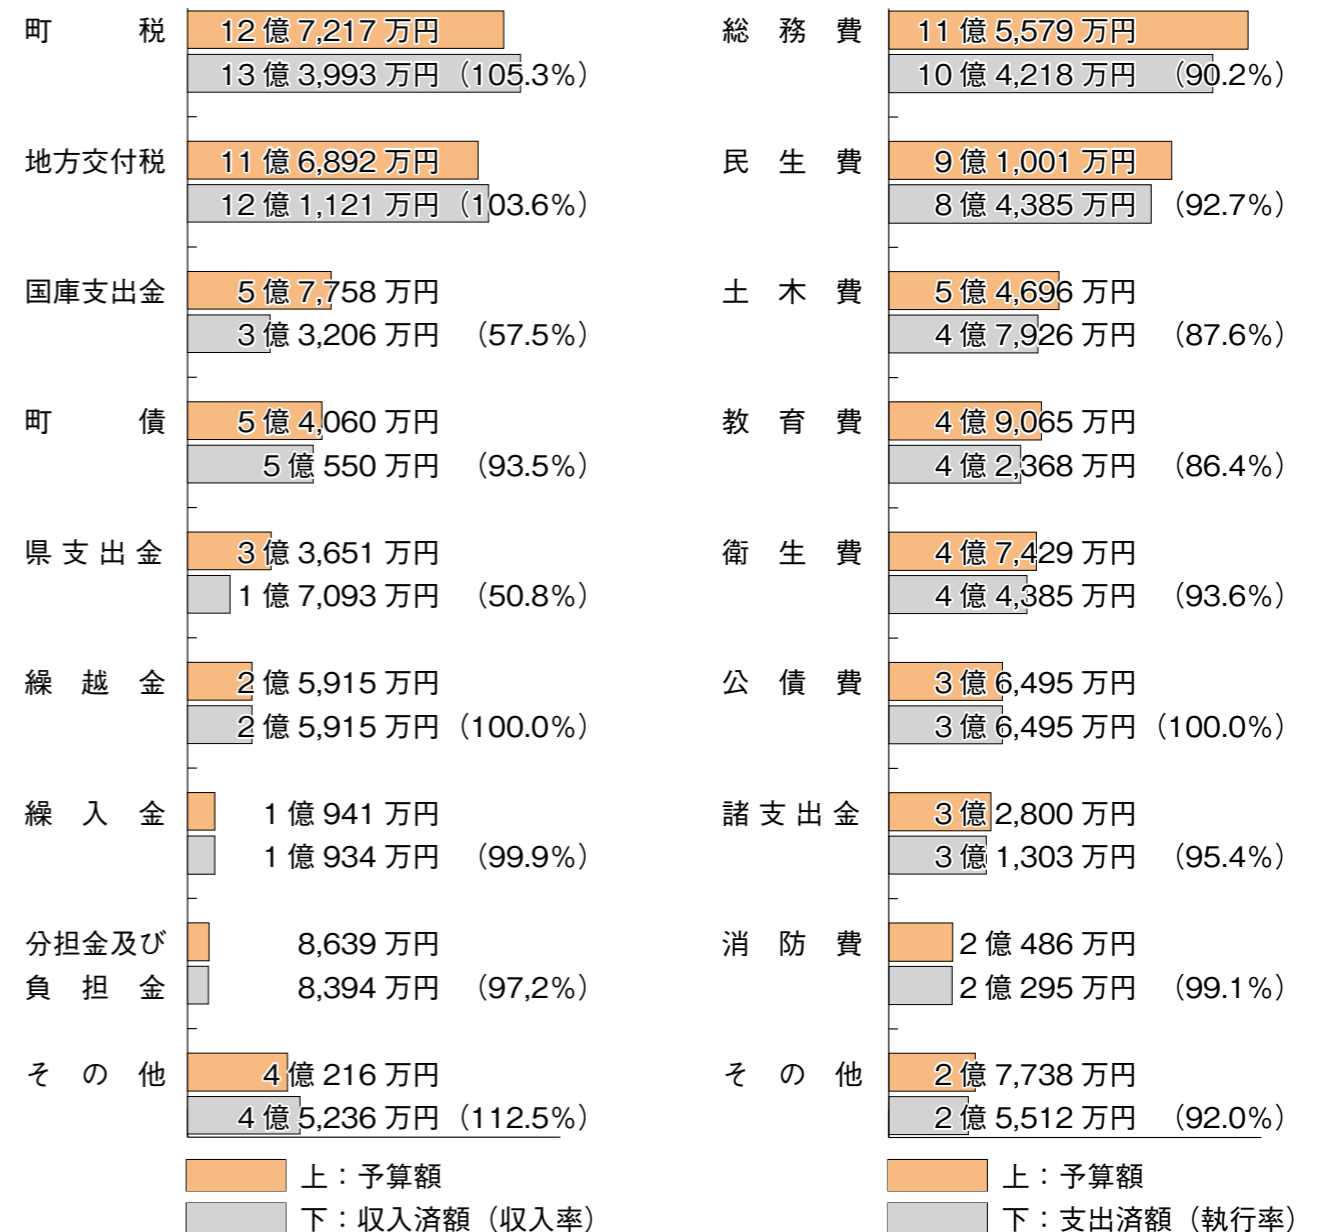 町税 12億7,217万円
13億3,993万円（105.3％）
地方交付税 11億6,892万円
12億1,121万円（103.6％）
国庫支出金 5億7,758万円
3億3,206万円（57.5％）
町債 5億4,060万円
5億550万円（93.5％）
県支出金 3億3,651万円
1億7,093万円（50.8％）
繰越金 2億5,915万円
2億5,915万円（100.0％）
繰入金 1億941万円
1億934万円（99.9％）
分担金及び 8,639万円
負担金 8,394万円（97,2％）
その他 4億216万円
4億5,236万円（112.5％）
上：予算額
下：収入済額（収入率）
総務費 11億5,579万円
10億4,218万円（90.2％）
民生費 9億1,001万円
8億4,385万円（92.7％）
土木費 5億4,696万円
4億7,926万円（87.6％）
教育費 4億9,065万円
4億2,368万円（86.4％）
衛生費 4億7,429万円
4億4,385万円（93.6％）
公債費 3億6,495万円
3億6,495万円（100.0％）
諸支出金 3億2,800万円
3億1,303万円（95.4％）
消防費 2億486万円
2億295万円（99.1％）
その他 2億7,738万円
2億5,512万円（92.0％）
上：予算額
下：支出済額（執行率）